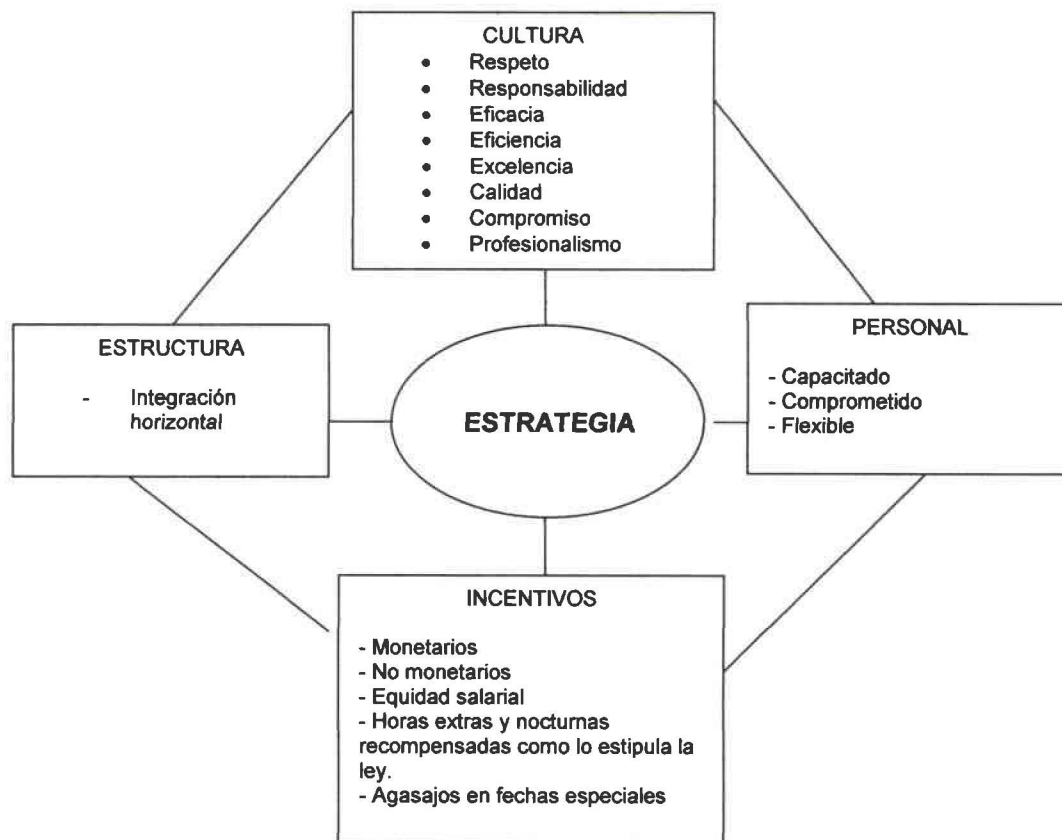 CULTURA
• Respeto
• Responsabilidad
• Eficacia
• Eficiencia
• Excelencia
• Calidad
• Compromiso
• Profesionalismo
ESTRUCTURA
- Integración
horizontal
ESTRATEGIA
PERSONAL
- Capacitado
- Comprometido
- Flexible
INCENTIVOS
- Monetarios
- No monetarios
- Equidad salarial
- Horas extras y nocturnas
recompensadas como lo estipula la
ley.
- Agasajos en fechas especiales